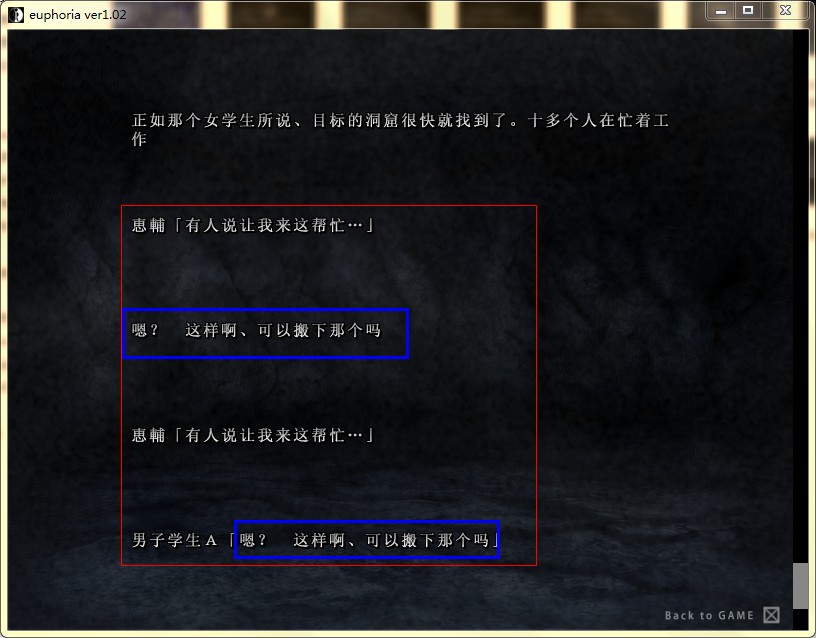 euphoria ver1.02
正如那个女学生所说、目标的洞窟很快就找到了。十多个人在忙着工
作
恵輔「有人说让我来这帮忙…」
嗯？　这样啊、可以搬下那个吗
恵輔「有人说让我来这帮忙…」
男子学生Ａ「嗯？　这样啊、可以搬下那个吗」
Back to GAME